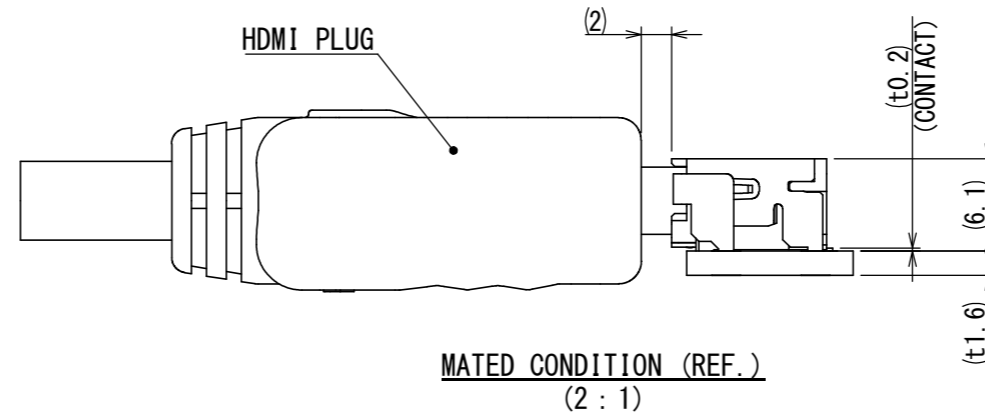 HDMI PLUG
(2)
(t0.2)
(CONTACT)
(6.1)
(t1.6)
MATED CONDITION (REF.)
(2 : 1)